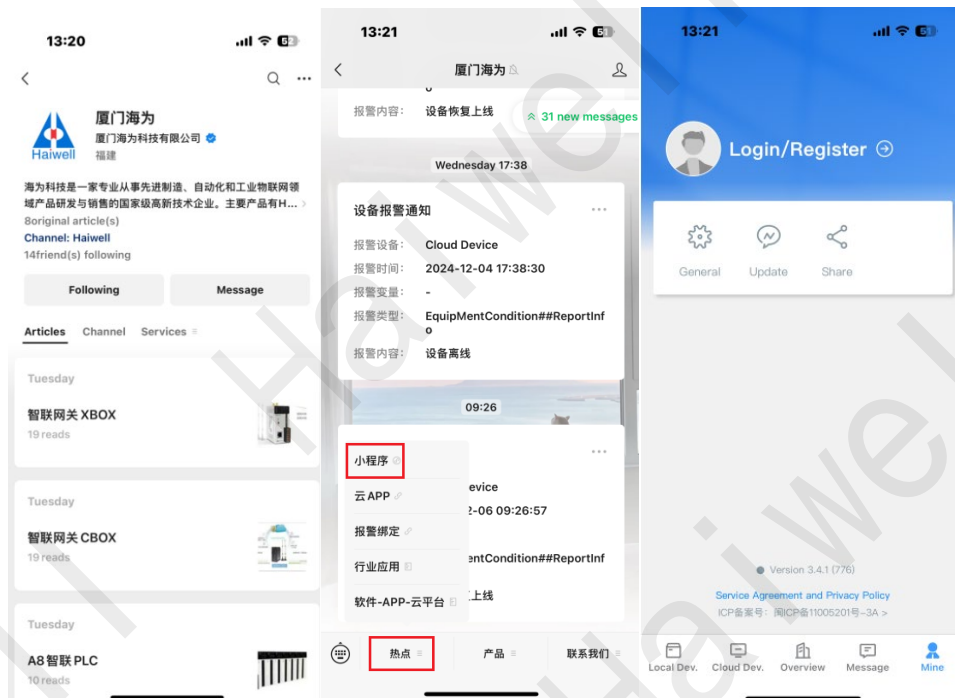 13:20
厦门海为
厦门海为科技有限公司
福建
Haiwell
海为科技是一家专业从事先进制造、自动化和工业物联网领
域产品研发与销售的国家级高新技术企业。主要产品有H...
8original article(s)
Channel: Haiwell
14friend(s) following
Following
Message
Articles
Channel
Services
Tuesday
智联网关 XBOX
19 reads
Tuesday
智联网关 CBOX
19 reads
Tuesday
A8 智联 PLC
10 reads
13:21
51
厦门海为
报警内容： 设备恢复上线
31 new messages
Wednesday 17:38
设备报警通知
报警设备： Cloud Device
报警时间： 2024-12-04 17:38:30
报警变量： -
报警类型： EquipMentCondition##ReportInf
o
报警内容： 设备离线
09:26
小程序
云 APP
evice
2-06 09:26:57
报警绑定
行业应用
entCondition##ReportInf
软件-APP-云平台
上线
热点
产品
联系我们
13:21
Login/Register
General
Update
Share
Version 3.4.1 (776)
Service Agreement and Privacy Policy
ICP备案号：闽ICP备11005201号-3A >
Local Dev.
Cloud Dev.
Overview
Message
Mine
Haiwell